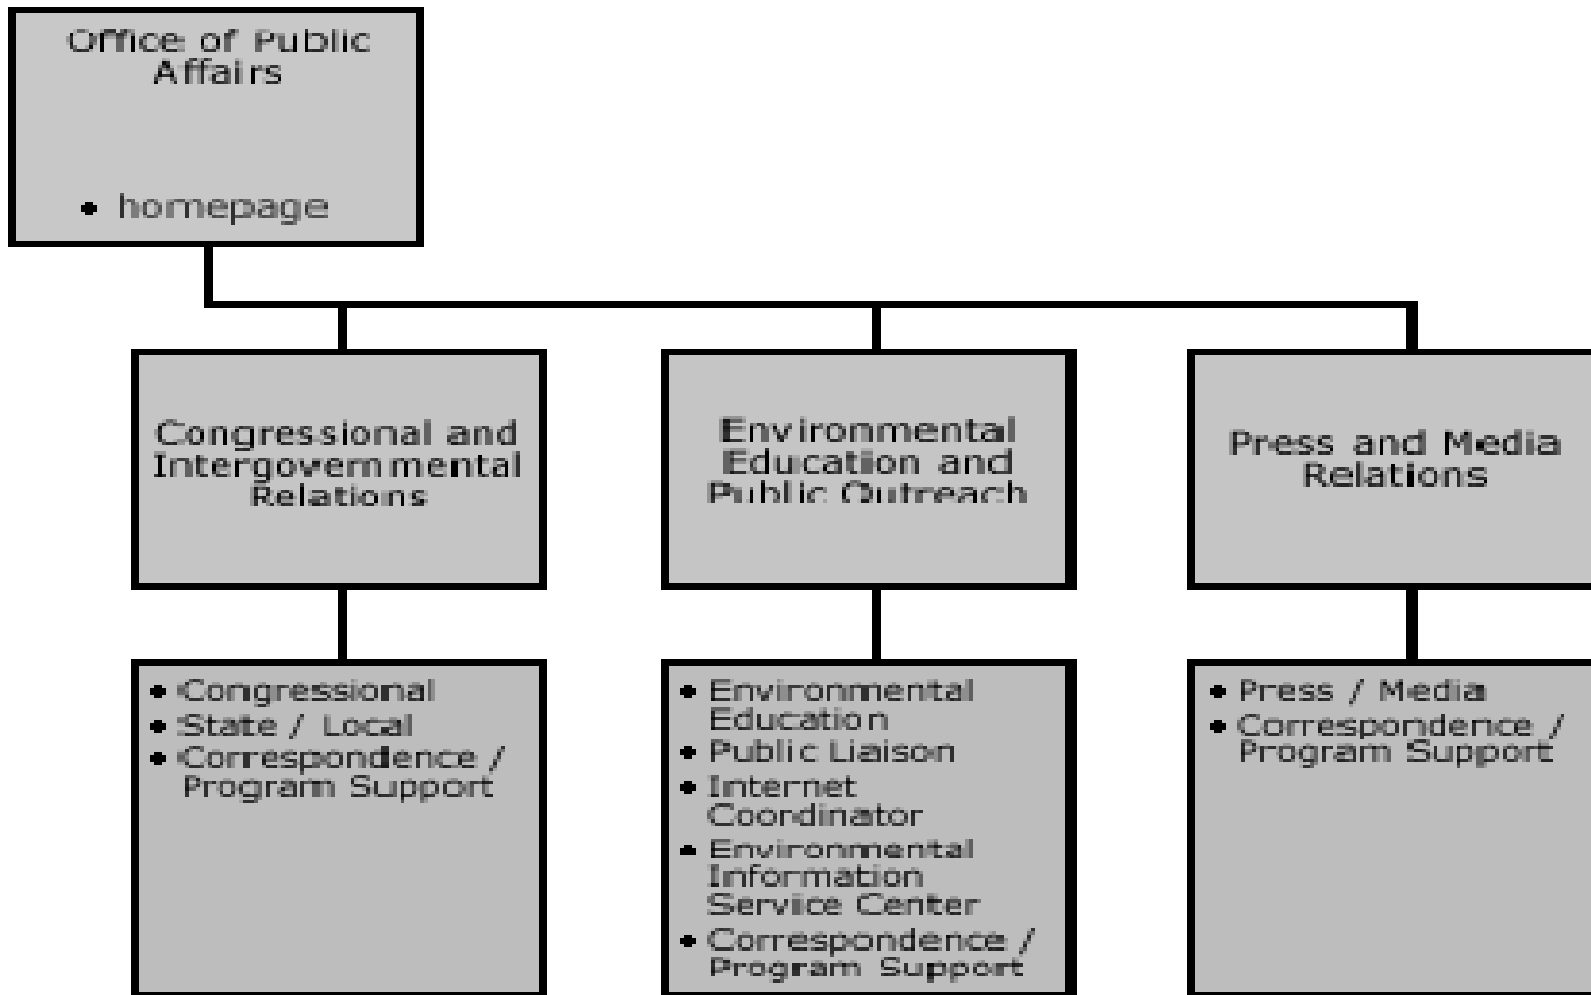 Office of Public
Affairs
• homepage
Congressional and
Intergovernmental
Relations
Environmental
Education and
Public Outreach
Press and Media
Relations
• Congressional
• State / Local
• Correspondence /
Program Support
• Environmental
Education
• Public Liaison
• Internet
Coordinator
• Environmental
Information
Service Center
• Correspondence /
Program Support
• Press / Media
• Correspondence /
Program Support